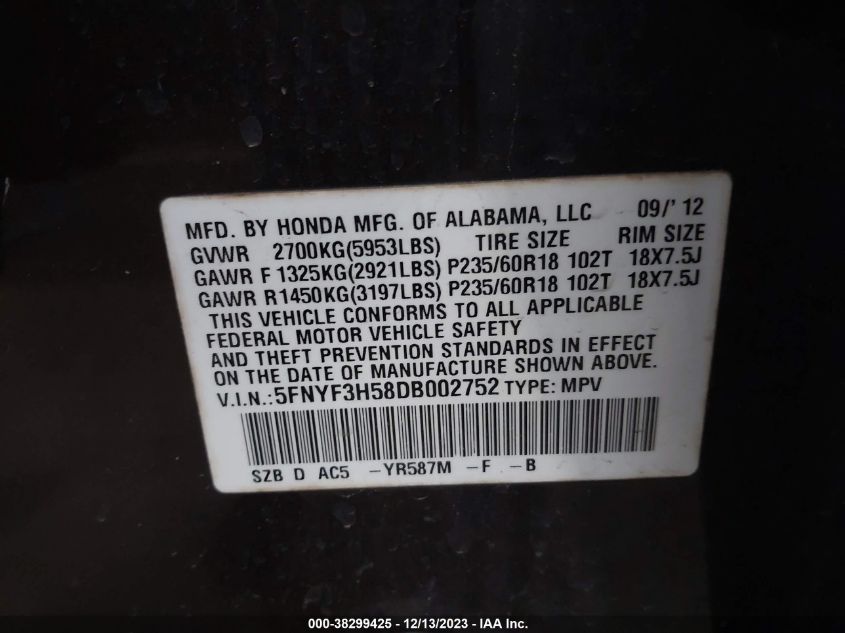 MFD. BY HONDA MFG. OF ALABAMA, LLC 09/' 12
GVWR 2700KG(5953LBS) TIRE SIZE RIM SIZE
GAWR F 1325KG(2921LBS) P235/60R18 102T 18X7.5J
GAWR R1450KG(3197LBS) P235/60R18 102T 18X7.5J
THIS VEHICLE CONFORMS TO ALL APPLICABLE
FEDERAL MOTOR VEHICLE SAFETY
AND THEFT PREVENTION STANDARDS IN EFFECT
ON THE DATE OF MANUFACTURE SHOWN ABOVE.
V.I.N.:5FNYF3H58DB002752 TYPE: MPV
SZB D AC5 -YR587M -F -B
000-38299425 - 12/13/2023 - IAA Inc.